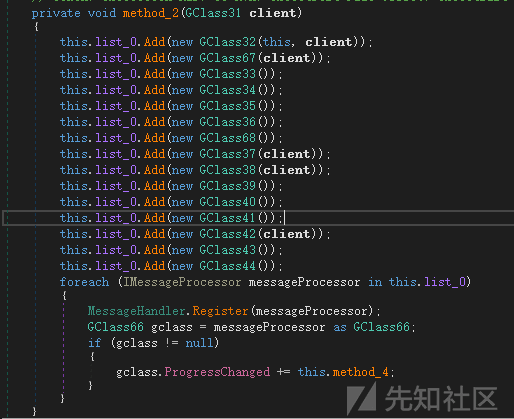 private void method_2(GClass31 client)
{
this.list_0.Add(new GClass32(this, client));
this.list_0.Add(new GClass67(client));
this.list_0.Add(new GClass33());
this.list_0.Add(new GClass34());
this.list_0.Add(new GClass35());
this.list_0.Add(new GClass36());
this.list_0.Add(new GClass68());
this.list_0.Add(new GClass37(client));
this.list_0.Add(new GClass38(client));
this.list_0.Add(new GClass39());
this.list_0.Add(new GClass40());
this.list_0.Add(new GClass41());
this.list_0.Add(new GClass42(client));
this.list_0.Add(new GClass43());
this.list_0.Add(new GClass44());
foreach (IMessageProcessor messageProcessor in this.list_0)
{
MessageHandler.Register(messageProcessor);
GClass66 gclass = messageProcessor as GClass66;
if (gclass != null)
{
gclass.ProgressChanged += this.method_4;
}
}
}
先知社区